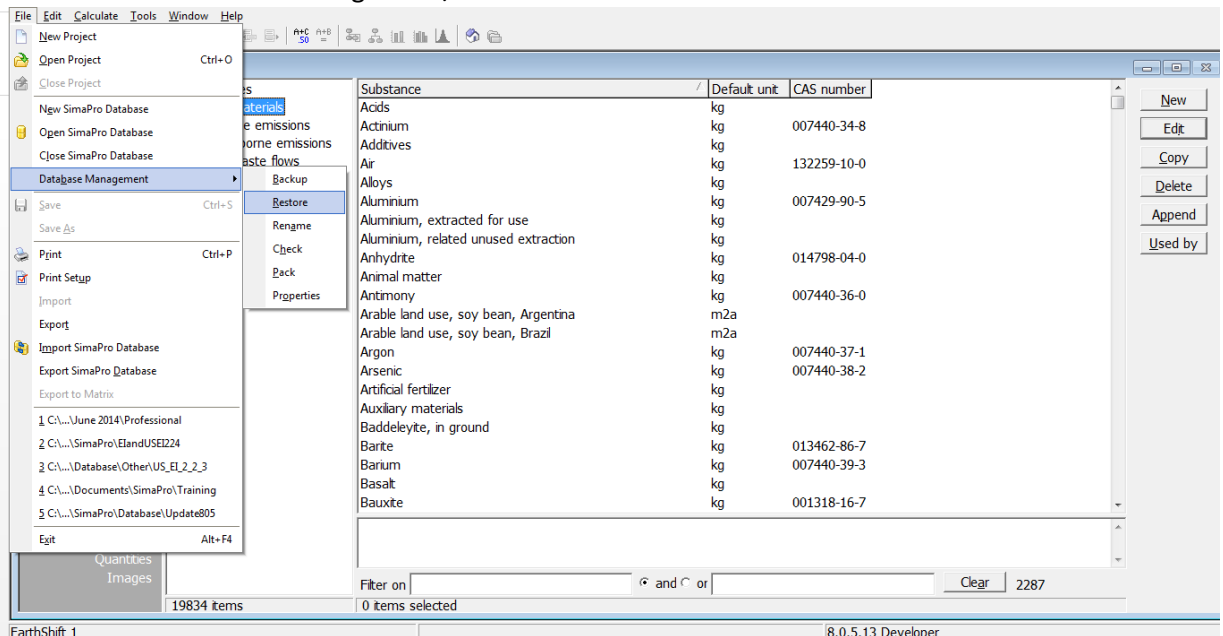 File Edit Calculate Tools Window Help
New Project
Open Project Ctrl+O
Close Project
New SimaPro Database
Open SimaPro Database
Close SimaPro Database
Database Management
Save Ctrl+S
Save As
Print Ctrl+P
Print Setup
Import
Export
Import SimaPro Database
Export SimaPro Database
Export to Matrix
1 C:\...\June 2014\Professional
2 C:\...\SimaPro\EIandUSEI224
3 C:\...\Database\Other\US_EI_2_2_3
4 C:\...\Documents\SimaPro\Training
5 C:\...\SimaPro\Database\Update805
Exit Alt+F4
Backup
Restore
Rename
Check
Pack
Properties
A+C
50
A+B
=
es
aterials
e emissions
orne emissions
aste flows
Quantities
Images
19834 items
Substance / Default unit CAS number
Acids kg
Actinium kg 007440-34-8
Additives kg
Air kg 132259-10-0
Alloys kg
Aluminium kg 007429-90-5
Aluminium, extracted for use kg
Aluminium, related unused extraction kg
Anhydrite kg 014798-04-0
Animal matter kg
Antimony kg 007440-36-0
Arable land use, soy bean, Argentina m2a
Arable land use, soy bean, Brazil m2a
Argon kg 007440-37-1
Arsenic kg 007440-38-2
Artificial fertilizer kg
Auxiliary materials kg
Baddeleyite, in ground kg
Barite kg 013462-86-7
Barium kg 007440-39-3
Basalt kg
Bauxite kg 001318-16-7
New
Edit
Copy
Delete
Append
Used by
Filter on and or Clear 2287
0 items selected
EarthShift 1 8.0.5.13 Developer